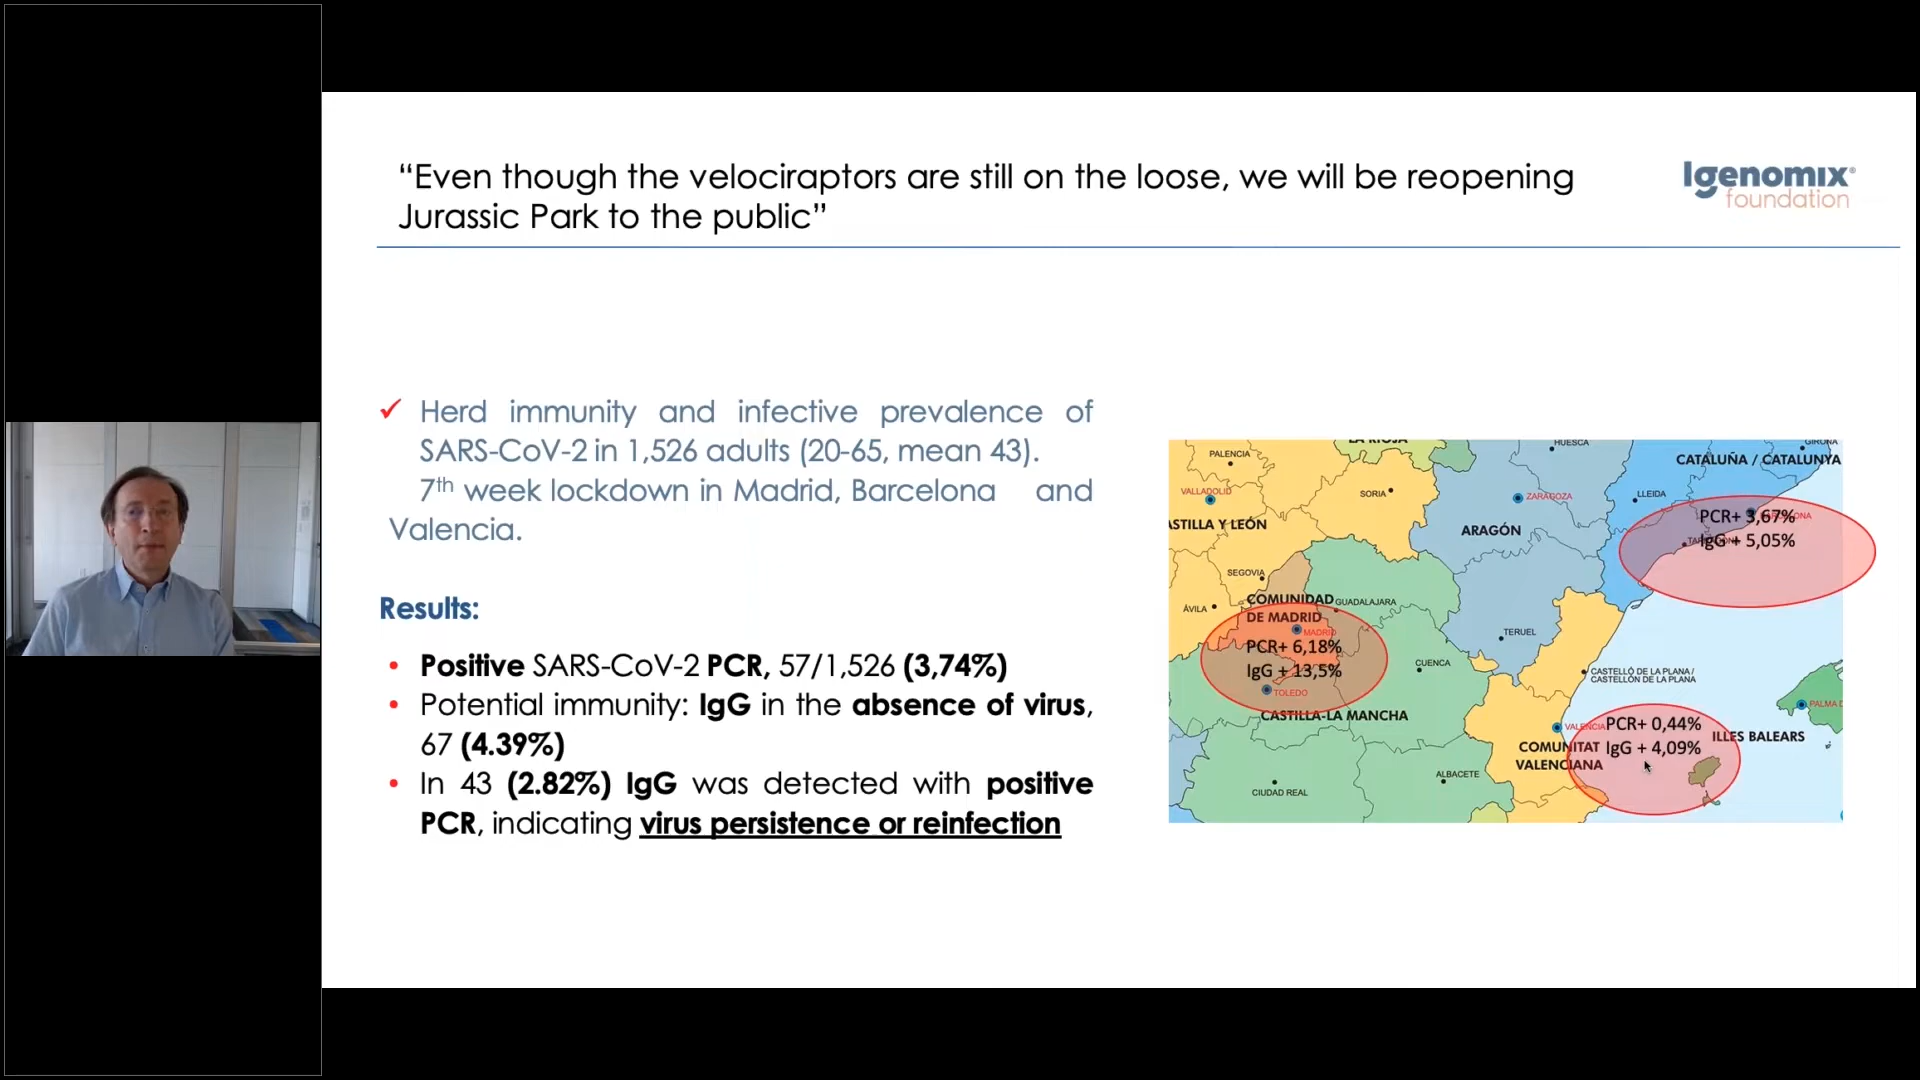 “Even though the velociraptors are still on the loose, we will be reopening
Jurassic Park to the public”
Igenomix®
foundation
✓ Herd immunity and infective prevalence of
SARS-CoV-2 in 1,526 adults (20-65, mean 43).
7th week lockdown in Madrid, Barcelona and
Valencia.
Results:
• Positive SARS-CoV-2 PCR, 57/1,526 (3,74%)
• Potential immunity: IgG in the absence of virus,
67 (4.39%)
• In 43 (2.82%) IgG was detected with positive
PCR, indicating virus persistence or reinfection
LA RIOJA
HUESCA
GIRONA
PALENCIA
CATALUÑA / CATALUNYA
VALLADOLID
SORIA
ZARAGOZA
LLEIDA
ASTILLA Y LEÓN
ARAGÓN
PCR+ 3,67%
IgG + 5,05%
SEGOVIA
ÁVILA
COMUNIDAD
DE MADRID
GUADALAJARA
MADRID
PCR+ 6,18%
IgG + 13,5%
TOLEDO
TERUEL
CUENCA
CASTELLÓ DE LA PLANA /
CASTELLÓN DE LA PLANA
CASTILLA-LA MANCHA
PALMA D
VALENCIA
PCR+ 0,44%
IgG + 4,09%
ILLES BALEARS
COMUNITAT
VALENCIANA
ALBACETE
CIUDAD REAL